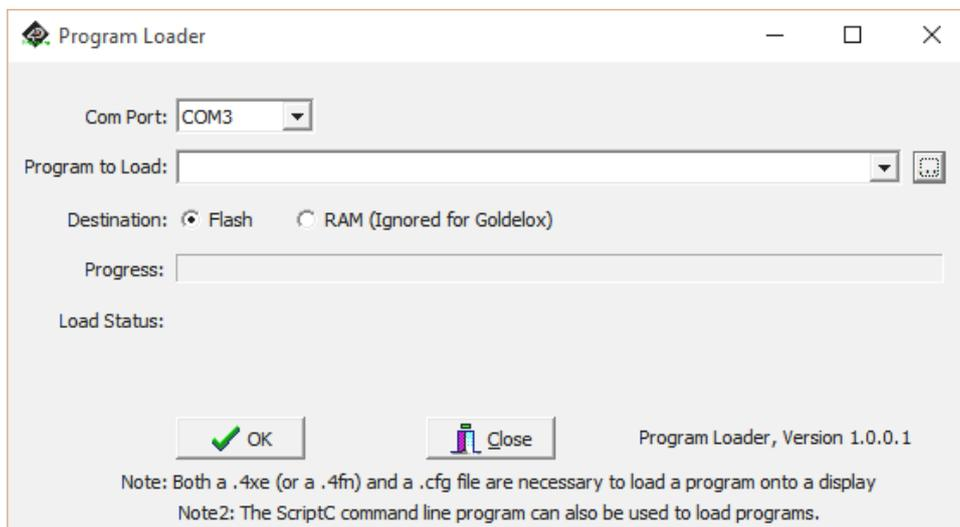 Program Loader
Com Port: COM3
Program to Load:
Destination: Flash RAM (Ignored for Goldelox)
Progress:
Load Status:
OK Close Program Loader, Version 1.0.0.1
Note: Both a .4xe (or a .4fn) and a .cfg file are necessary to load a program onto a display
Note2: The ScriptC command line program can also be used to load programs.